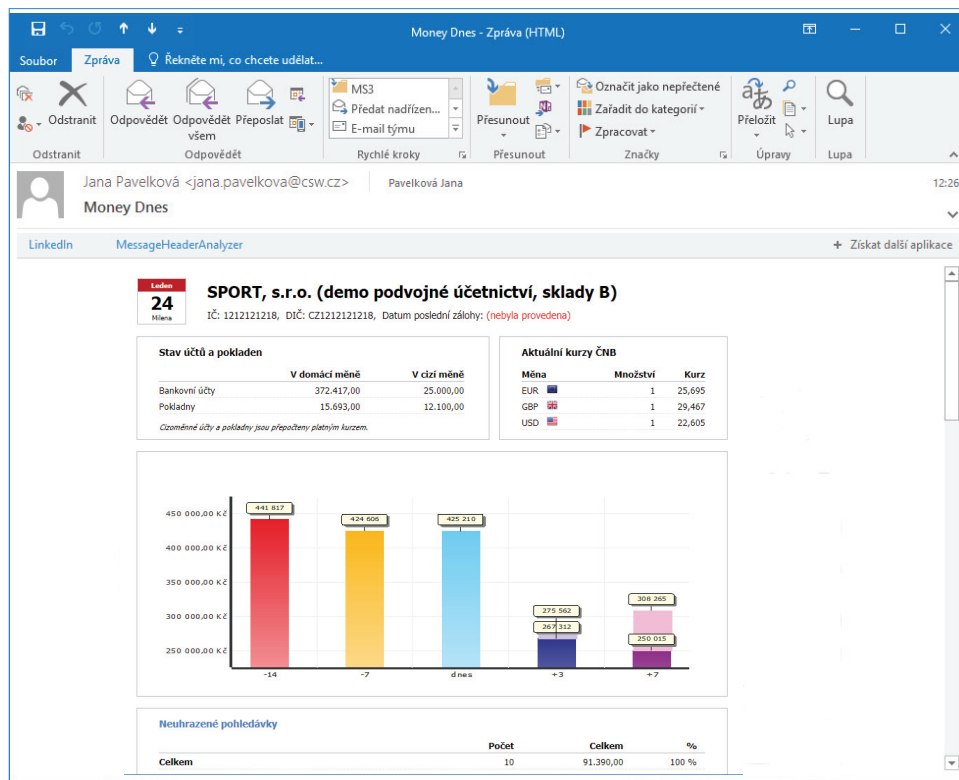 Money Dnes - Zpráva (HTML)
Soubor Zpráva Řekněte mi, co chcete udělat...
Odstranit
Odpovědět Odpovědět všem Přeposlat
MS3
Předat nadřízen...
E-mail týmu
Přesunout
Označit jako nepřečtené
Zařadit do kategorií
Zpracovat
Přeložit
Lupa
Odstranit Odpovědět Rychlé kroky Přesunout Značky Úpravy Lupa
Jana Pavelková <jana.pavelkova@csw.cz> Pavelková Jana 12:26
Money Dnes
LinkedIn MessageHeaderAnalyzer + Získat další aplikace
Leden
24
Milena
SPORT, s.r.o. (demo podvojné účetnictví, sklady B)
IČ: 1212121218, DIČ: CZ1212121218, Datum poslední zálohy: (nebyla provedena)
Stav účtů a pokladen
V domácí měně V cizí měně
Bankovní účty 372.417,00 25.000,00
Pokladny 15.693,00 12.100,00
Cizoměnné účty a pokladny jsou přepočteny platným kurzem.
Aktuální kurzy ČNB
Měna Množství Kurz
EUR 1 25,695
GBP 1 29,467
USD 1 22,605
450 000,00 Kč
400 000,00 Kč
350 000,00 Kč
300 000,00 Kč
250 000,00 Kč
441 817
424 606
425 210
275 562
267 312
308 265
250 015
-14 -7 dnes +3 +7
Neuhrazené pohledávky
Počet Celkem %
Celkem 10 91.390,00 100 %